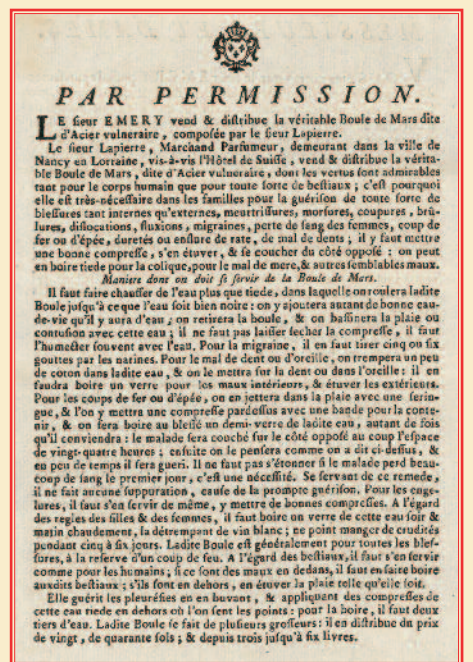 PAR PERMISSION.
LE sieur EMERY vend & distribue la véritable Boule de Mars dite
d'Acier vulneraire, composée par le sieur Lapierre.
Le sieur Lapierre, Marchand Parfumeur, demeurant dans la ville de
Nancy en Lorraine, vis-à-vis l'Hôtel de Suisse, vend & distribue la vérita-
ble Boule de Mars, dite d'Acier vulneraire, dont les vertus sont admirables
tant pour le corps humain que pour toute sorte de bestiaux; c'est pourquoi
elle est très-nécessaire dans les familles pour la guérison de toute sorte de
blessures tant internes qu'externes, meurtrissures, morsures, coupures, brû-
lures, dislocations, fluxions, migraines, perte de sang des femmes, coup de
fer ou d'épée, duretés ou enflure de rate, de mal de dents; il y faut mettre
une bonne compresse, s'en étuver, & se coucher du côté opposé: on peut
en boire tiede pour la colique, pour le mal de mere, & autres semblables maux.
Maniere dont on doit se servir de la Boule de Mars.
Il faut faire chauffer de l'eau plus que tiede, dans laquelle on roulera ladite
Boule jusqu'à ce que l'eau soit bien noire: on y ajoutera autant de bonne eau-
de-vie qu'il y aura d'eau; on retirera la boule, & on bassinera la plaie ou
contusion avec cette eau; il ne faut pas laisser sécher la compresse, il faut
l'humecter souvent avec l'eau. Pour la migraine, il en faut tirer cinq ou six
gouttes par les narines. Pour le mal de dent ou d'oreille, on trempera un peu
de coton dans ladite eau, & on le mettra sur la dent ou dans l'oreille: il en
faudra boire un verre pour les maux intérieurs, & étuver les extérieurs.
Pour les coups de fer ou d'épée, on en jettera dans la plaie avec une serin-
gue, & l'on y mettra une compresse pardessus avec une bande pour la conte-
nir, & on fera boire au blessé un demi-verre de ladite eau, autant de fois
qu'il conviendra: le malade sera couché sur le côté opposé au coup l'espace
de vingt-quatre heures; ensuite on le pensera comme on a dit ci-dessus, &
en peu de temps il sera gueri. Il ne faut pas s'étonner si le malade perd beau-
coup de sang le premier jour, c'est une nécessité. Se servant de ce remede,
il ne fait aucune suppuration, cause de la prompte guérison. Pour les enge-
lures, il faut s'en servir de même, y mettre de bonnes compresses. A l'égard
des regles des filles & des femmes, il faut boire un verre de cette eau soir &
matin chaudement, la détrempant de vin blanc; ne point manger de crudités
pendant cinq à six jours. Ladite Boule est généralement pour toutes les bles-
sures, à la réserve d'un coup de feu. A l'égard des bestiaux, il faut s'en servir
comme pour les humains; si ce sont des maux en dedans, il faut en faire boire
auxdits bestiaux; s'ils sont en dehors, en étuver la plaie telle qu'elle soit.
Elle guérit les pleurésies en en buvant, & appliquant des compresses de
cette eau tiede en dehors où l'on sent les points: pour la boire, il faut deux
tiers d'eau. Ladite Boule se fait de plusieurs grosseurs: il en distribue du prix
de vingt, de quarante sols; & depuis trois jusqu'à six livres.